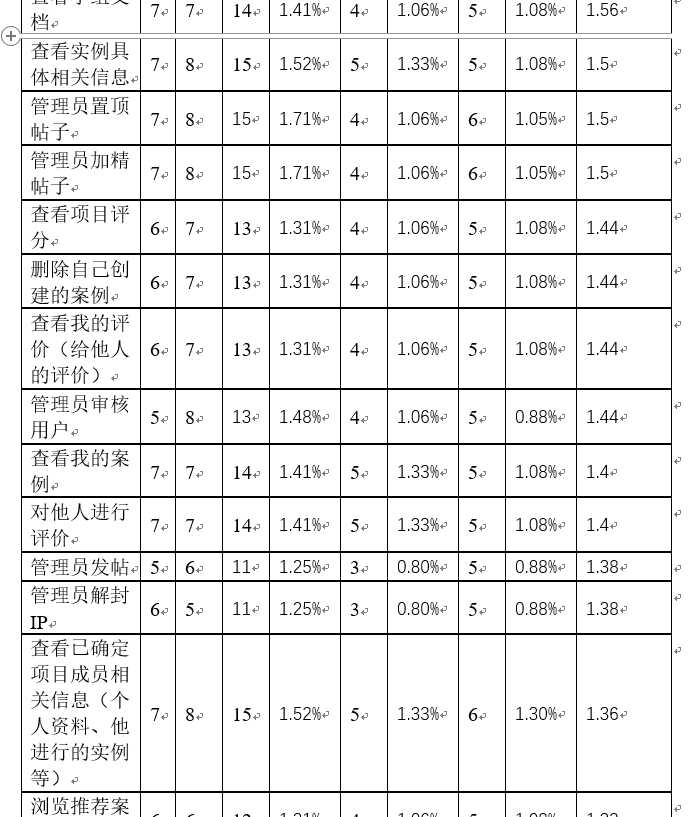 档 7 7 14 1.41% 4 1.06% 5 1.08% 1.56
查看实例具
体相关信息 7 8 15 1.52% 5 1.33% 5 1.08% 1.5
管理员置顶
帖子 7 8 15 1.71% 4 1.06% 6 1.05% 1.5
管理员加精
帖子 7 8 15 1.71% 4 1.06% 6 1.05% 1.5
查看项目评
分 6 7 13 1.31% 4 1.06% 5 1.08% 1.44
删除自己创
建的案例 6 7 13 1.31% 4 1.06% 5 1.08% 1.44
查看我的评
价（给他人
的评价） 6 7 13 1.31% 4 1.06% 5 1.08% 1.44
管理员审核
用户 5 8 13 1.48% 4 1.06% 5 0.88% 1.44
查看我的案
例 7 7 14 1.41% 5 1.33% 5 1.08% 1.4
对他人进行
评价 7 7 14 1.41% 5 1.33% 5 1.08% 1.4
管理员发帖 5 6 11 1.25% 3 0.80% 5 0.88% 1.38
管理员解封
IP 6 5 11 1.25% 3 0.80% 5 0.88% 1.38
查看已确定
项目成员相
关信息（个
人资料、他
进行的实例
等） 7 8 15 1.52% 5 1.33% 6 1.30% 1.36
浏览推荐案